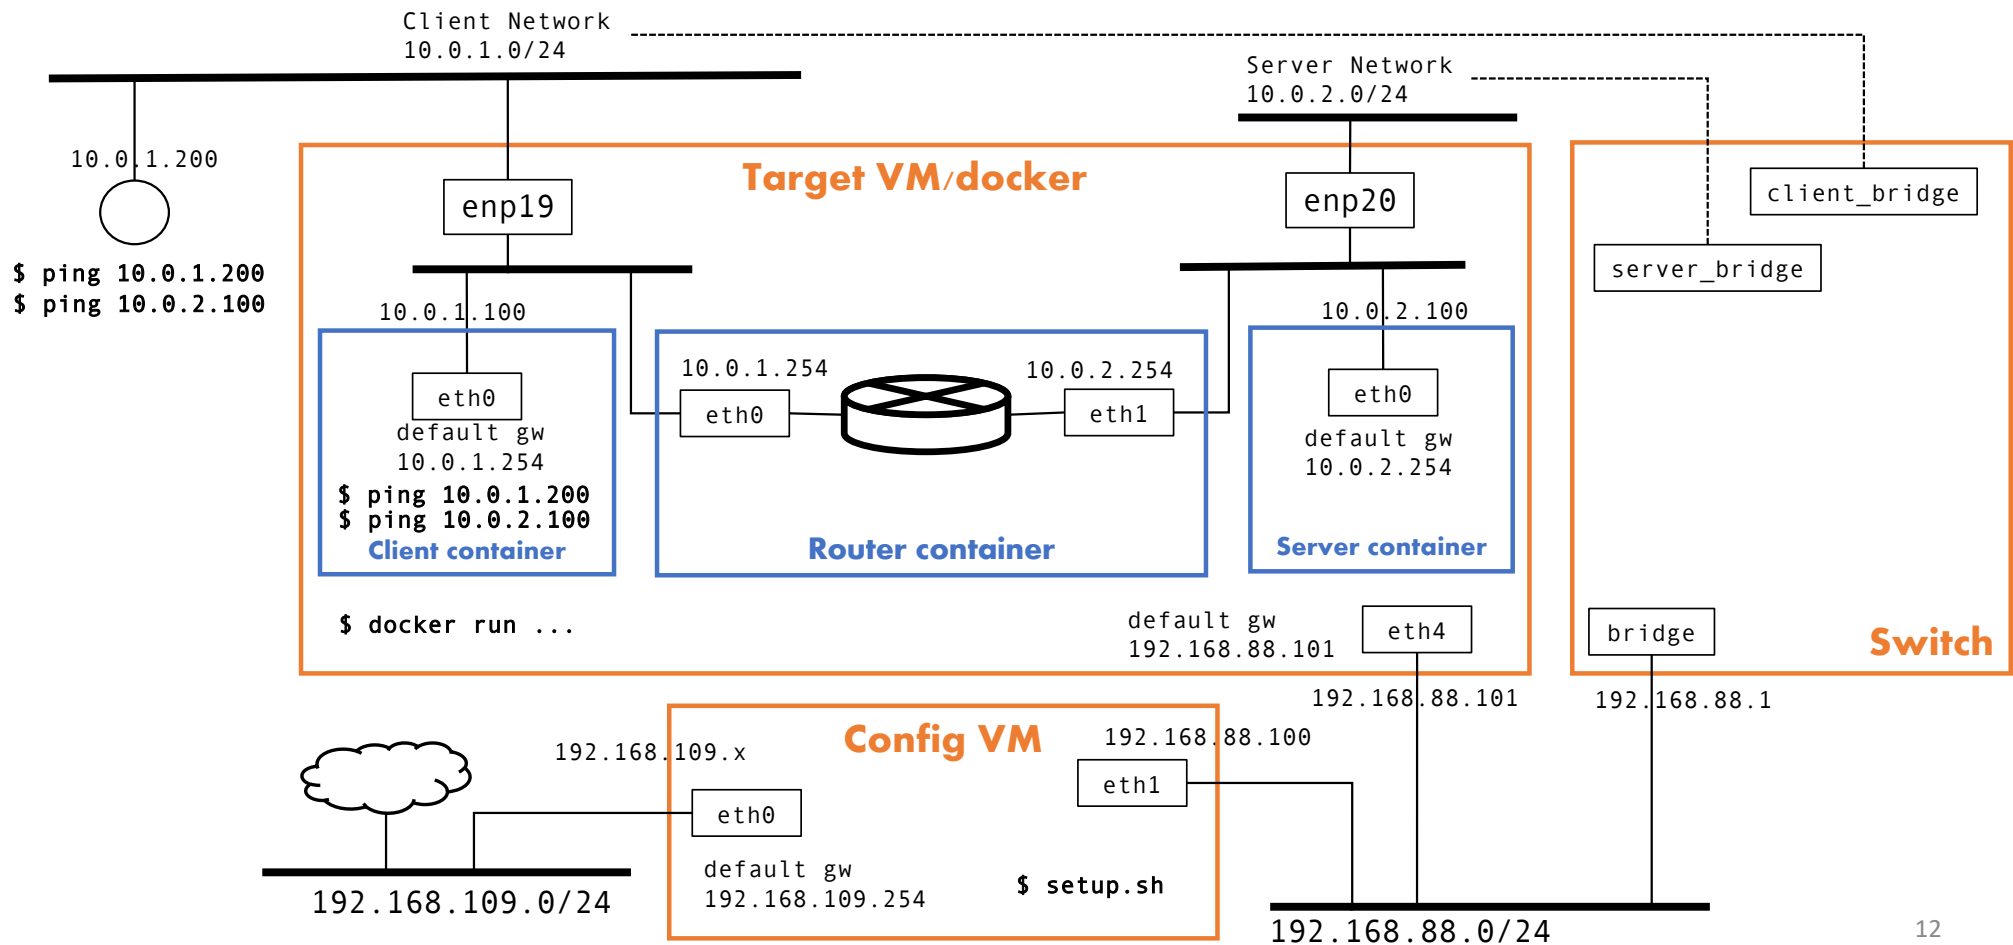 Client Network
10.0.1.0/24
Server Network
10.0.2.0/24
10.0.1.200
Target VM/docker
enp19
enp20
client_bridge
server_bridge
$ ping 10.0.1.200
$ ping 10.0.2.100
10.0.1.100
10.0.2.100
10.0.1.254
10.0.2.254
eth0
eth0
eth1
eth0
default gw
10.0.1.254
default gw
10.0.2.254
$ ping 10.0.1.200
$ ping 10.0.2.100
Client container
Router container
Server container
$ docker run ...
default gw
192.168.88.101
eth4
bridge
Switch
192.168.88.101
192.168.88.1
Config VM
192.168.109.x
192.168.88.100
eth1
eth0
default gw
192.168.109.254
$ setup.sh
192.168.109.0/24
192.168.88.0/24
12